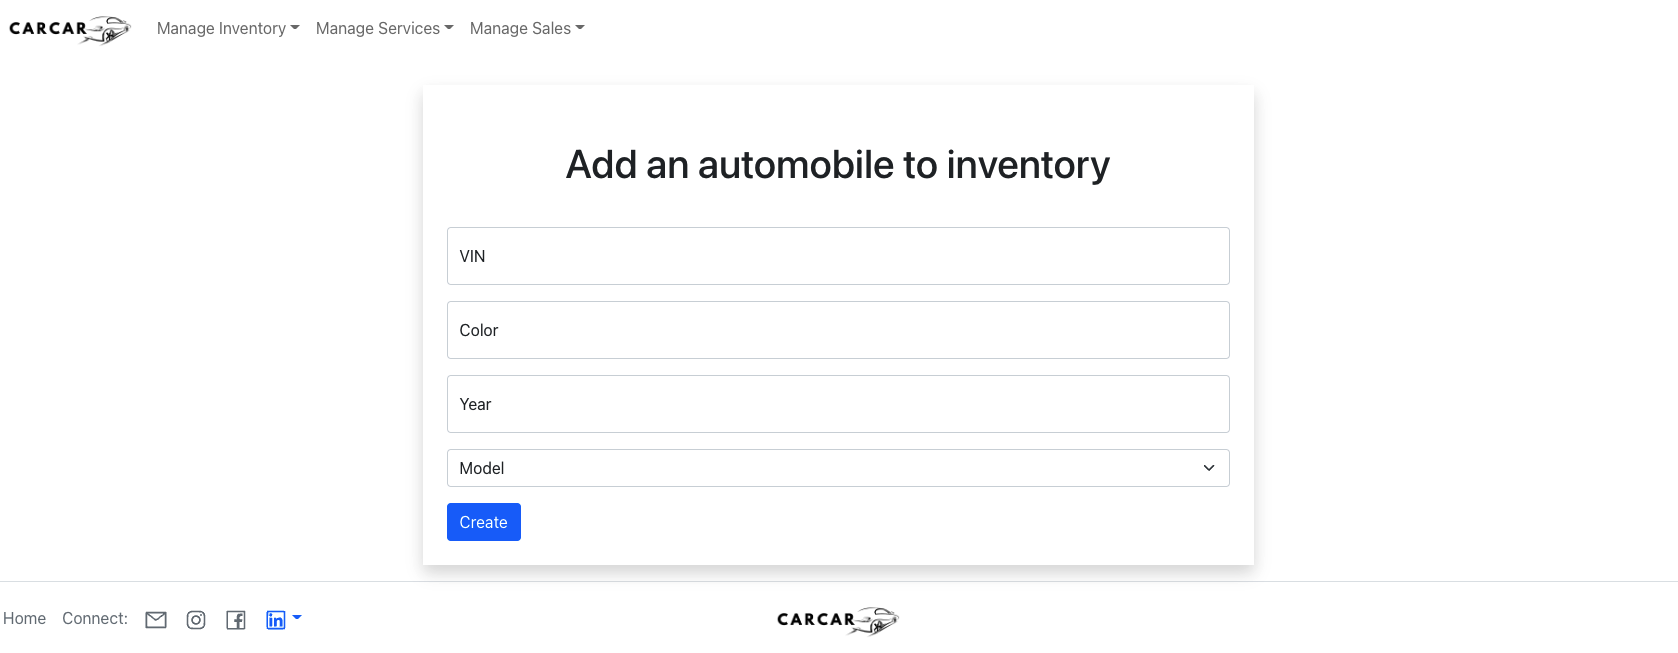 CARCAR Manage Inventory Manage Services Manage Sales
Add an automobile to inventory
VIN
Color
Year
Model
Create
Home Connect: in CARCAR